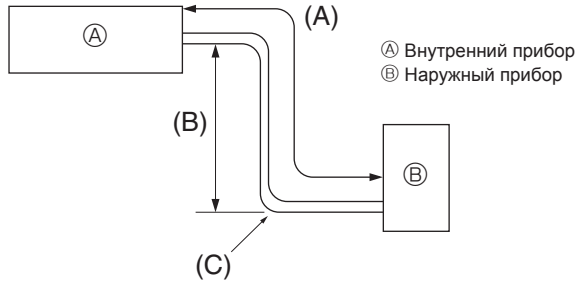 (A)
Ⓐ
Ⓐ Внутренний прибор
Ⓑ Наружный прибор
(B)
Ⓑ
(C)